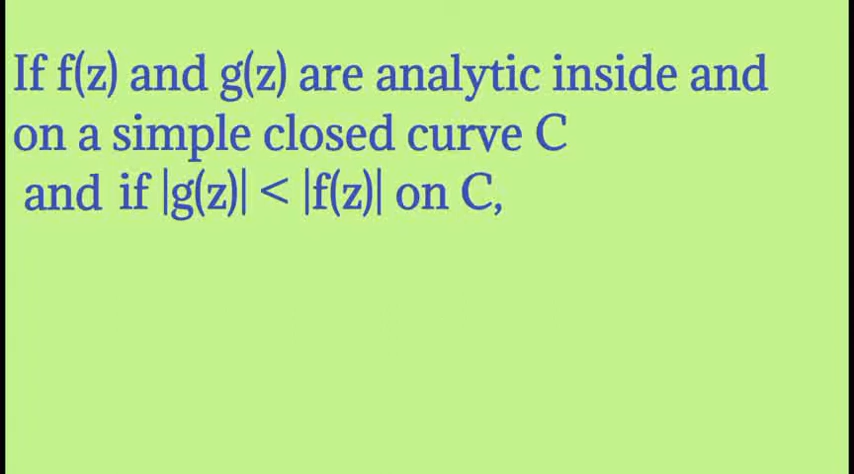 If f(z) and g(z) are analytic inside and
on a simple closed curve C
and if |g(z)| < |f(z)| on C,